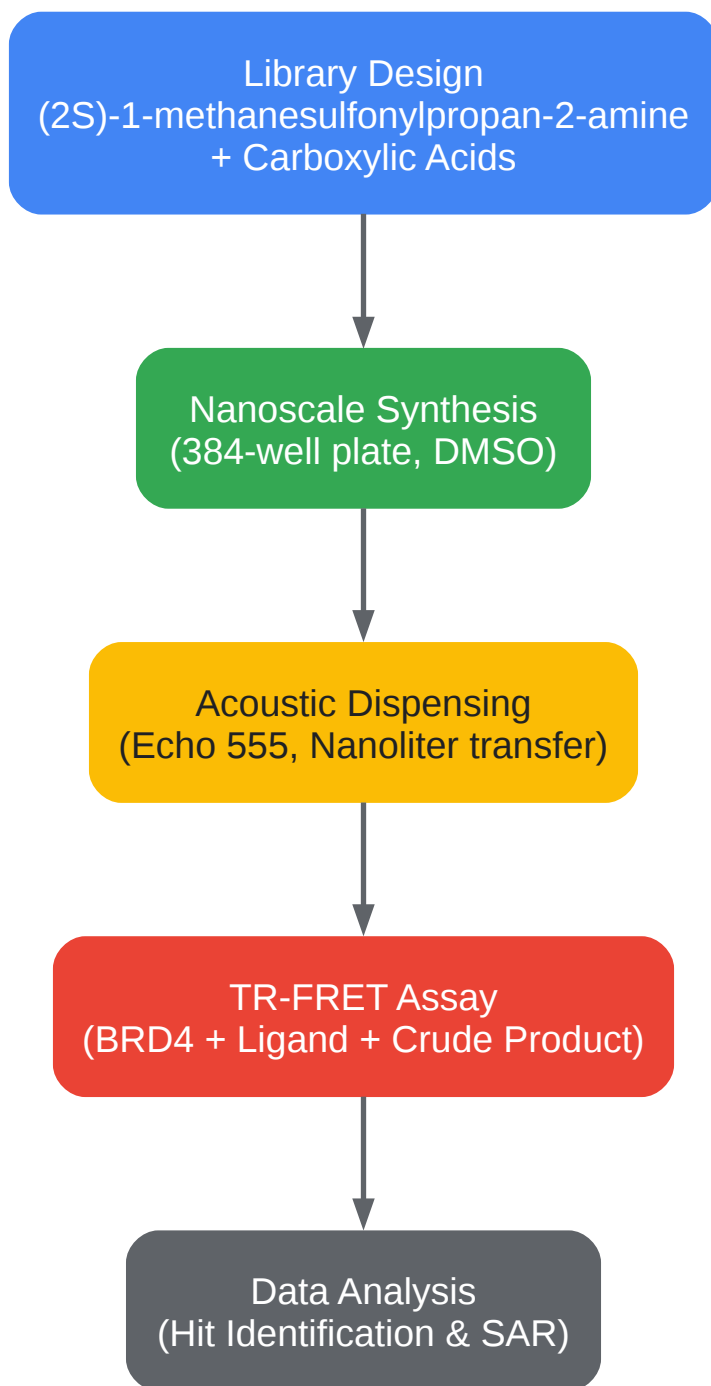 Library Design
(2S)-1-methanesulfonylpropan-2-amine
+ Carboxylic Acids
Nanoscale Synthesis
(384-well plate, DMSO)
Acoustic Dispensing
(Echo 555, Nanoliter transfer)
TR-FRET Assay
(BRD4 + Ligand + Crude Product)
Data Analysis
(Hit Identification & SAR)